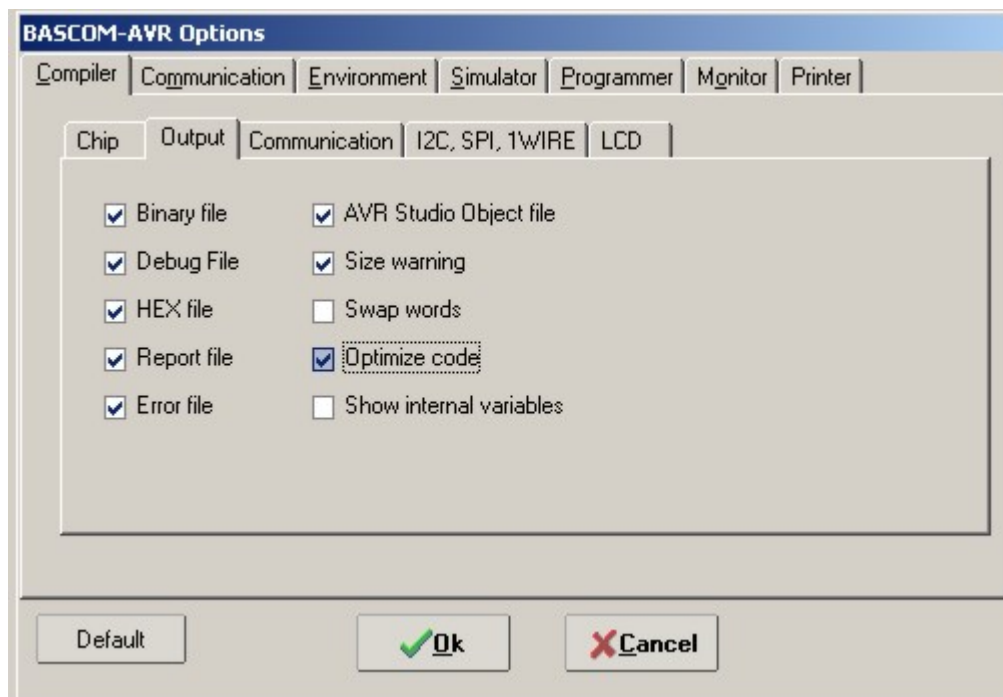 BASCOM-AVR Options
Compiler Communication Environment Simulator Programmer Monitor Printer
Chip Output Communication I2C, SPI, 1WIRE LCD
Binary file AVR Studio Object file
Debug File Size warning
HEX file Swap words
Report file Optimize code
Error file Show internal variables
Default Ok Cancel